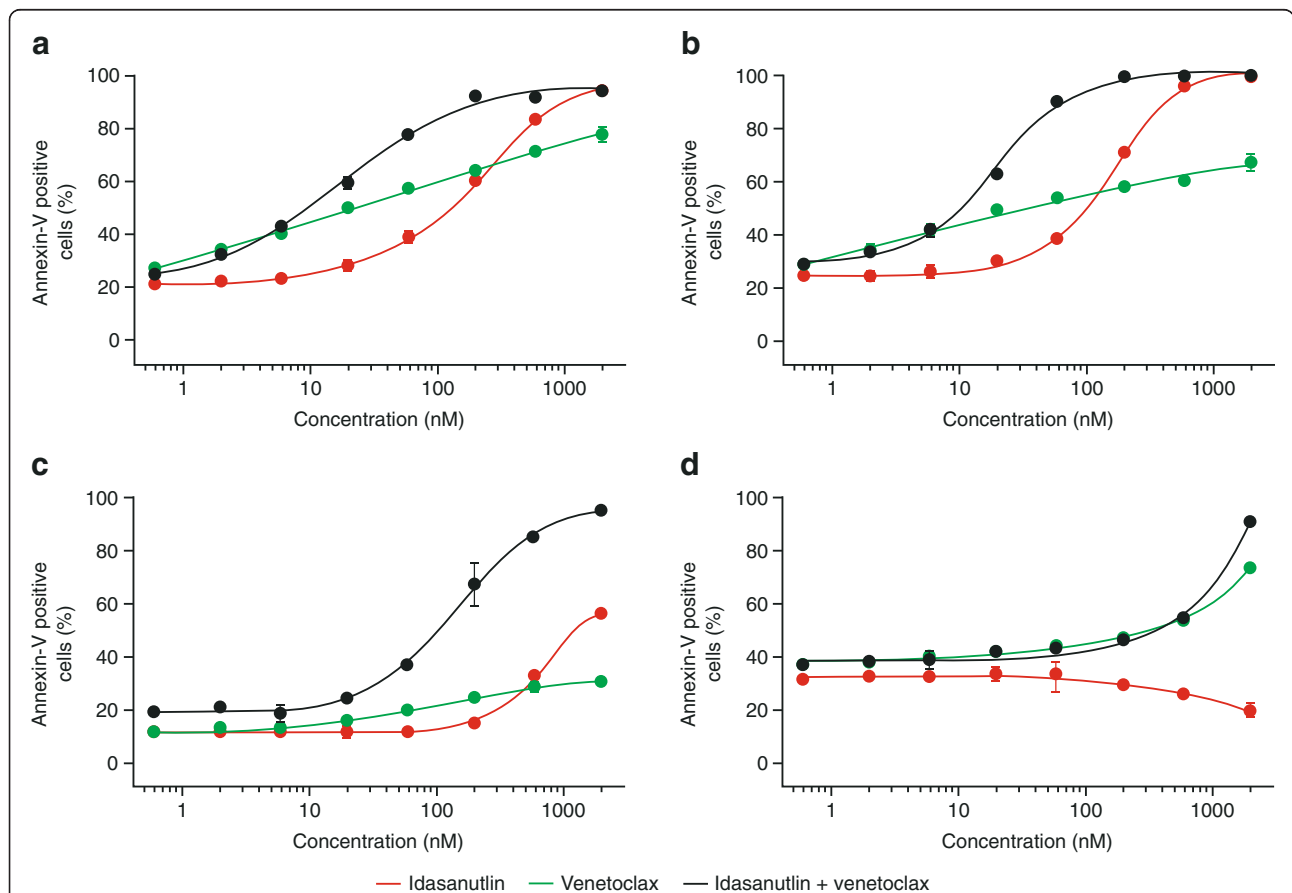 a
100
80
60
40
20
0
Annexin-V positive
cells (%)
1 10 100 1000
Concentration (nM)
b
100
80
60
40
20
0
Annexin-V positive
cells (%)
1 10 100 1000
Concentration (nM)
c
100
80
60
40
20
0
Annexin-V positive
cells (%)
1 10 100 1000
Concentration (nM)
d
100
80
60
40
20
0
Annexin-V positive
cells (%)
1 10 100 1000
Concentration (nM)
Idasanutlin Venetoclax Idasanutlin + venetoclax